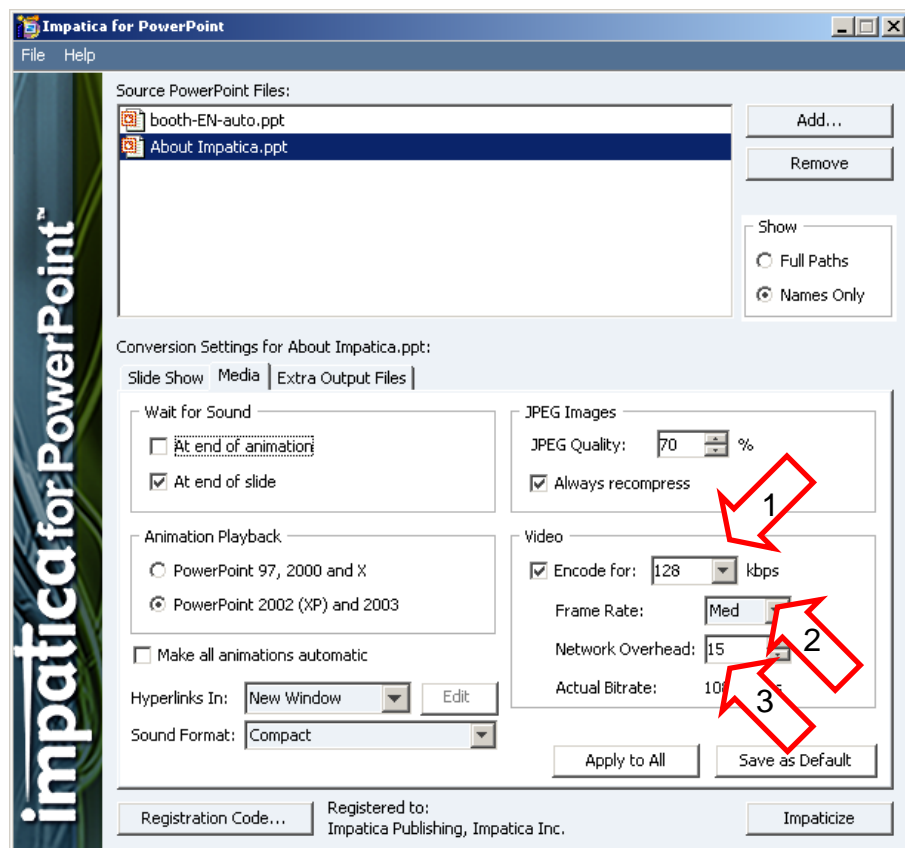 Impatica for PowerPoint
File Help
impatica for PowerPoint™
Source PowerPoint Files:
booth-EN-auto.ppt
About Impatica.ppt
Add...
Remove
Show
Full Paths
Names Only
Conversion Settings for About Impatica.ppt:
Slide Show Media Extra Output Files
Wait for Sound
At end of animation
At end of slide
Animation Playback
PowerPoint 97, 2000 and X
PowerPoint 2002 (XP) and 2003
Make all animations automatic
Hyperlinks In: New Window Edit
Sound Format: Compact
JPEG Images
JPEG Quality: 70 %
Always recompress
1
Video
Encode for: 128 kbps
Frame Rate: Med
2
Network Overhead: 15
Actual Bitrate:
3
Apply to All Save as Default
Registration Code...
Registered to:
Impatica Publishing, Impatica Inc.
Impaticize